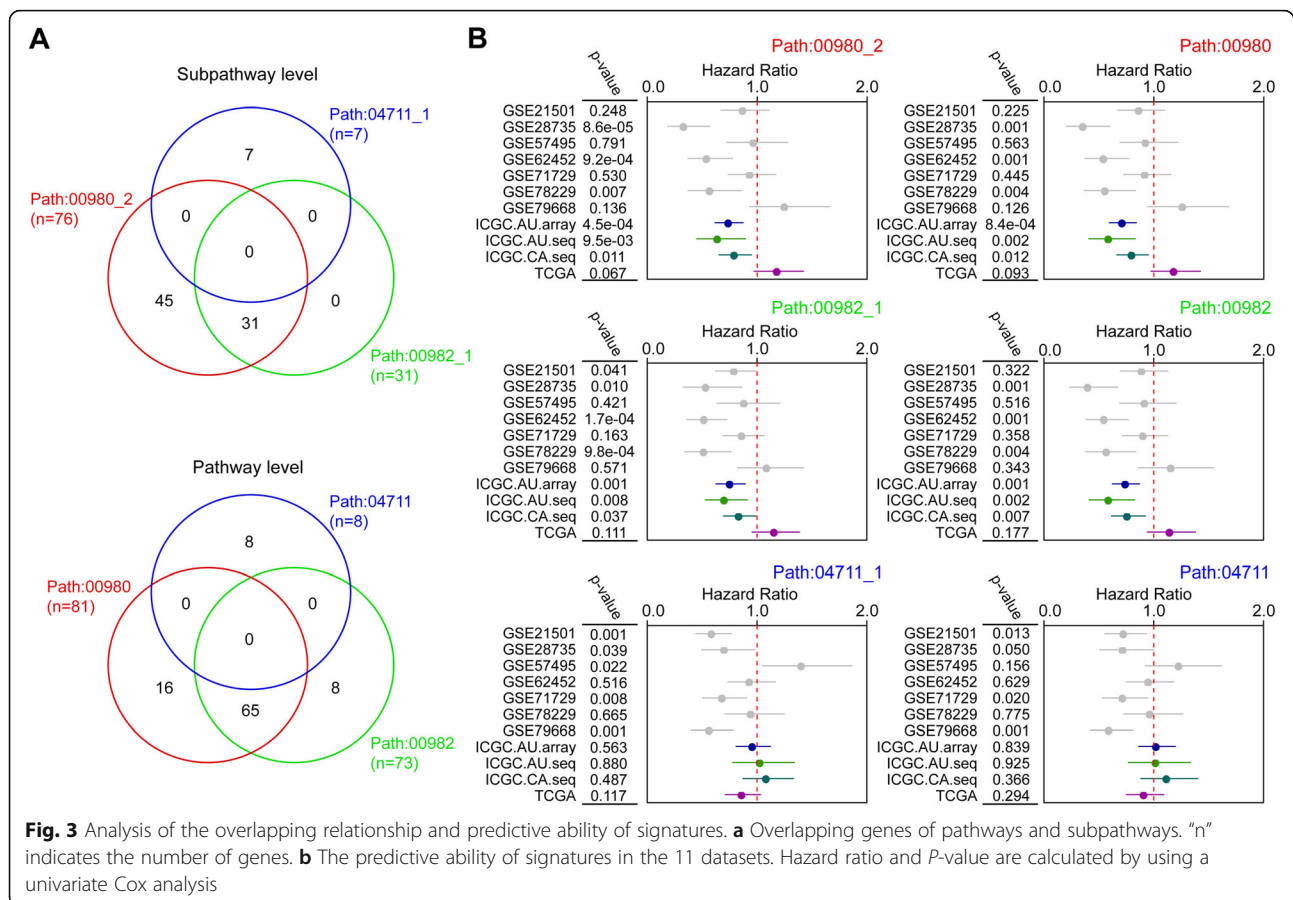 A
Subpathway level
Path:04711_1
(n=7)
7
Path:00980_2
(n=76)
0
0
0
45
0
31
Path:00982_1
(n=31)
Pathway level
Path:04711
(n=8)
8
Path:00980
(n=81)
0
0
0
16
8
65
Path:00982
(n=73)
B
Path:00980_2
p-value
Hazard Ratio
0.0 1.0 2.0
GSE21501 0.248
GSE28735 8.6e-05
GSE57495 0.791
GSE62452 9.2e-04
GSE71729 0.530
GSE78229 0.007
GSE79668 0.136
ICGC.AU.array 4.5e-04
ICGC.AU.seq 9.5e-03
ICGC.CA.seq 0.011
TCGA 0.067
Path:00980
p-value
Hazard Ratio
0.0 1.0 2.0
GSE21501 0.225
GSE28735 0.001
GSE57495 0.563
GSE62452 0.001
GSE71729 0.445
GSE78229 0.004
GSE79668 0.126
ICGC.AU.array 8.4e-04
ICGC.AU.seq 0.002
ICGC.CA.seq 0.012
TCGA 0.093
Path:00982_1
p-value
Hazard Ratio
0.0 1.0 2.0
GSE21501 0.041
GSE28735 0.010
GSE57495 0.421
GSE62452 1.7e-04
GSE71729 0.163
GSE78229 9.8e-04
GSE79668 0.571
ICGC.AU.array 0.001
ICGC.AU.seq 0.008
ICGC.CA.seq 0.037
TCGA 0.111
Path:00982
p-value
Hazard Ratio
0.0 1.0 2.0
GSE21501 0.322
GSE28735 0.001
GSE57495 0.516
GSE62452 0.001
GSE71729 0.358
GSE78229 0.004
GSE79668 0.343
ICGC.AU.array 0.001
ICGC.AU.seq 0.002
ICGC.CA.seq 0.007
TCGA 0.177
Path:04711_1
p-value
Hazard Ratio
0.0 1.0 2.0
GSE21501 0.001
GSE28735 0.039
GSE57495 0.022
GSE62452 0.516
GSE71729 0.008
GSE78229 0.665
GSE79668 0.001
ICGC.AU.array 0.563
ICGC.AU.seq 0.880
ICGC.CA.seq 0.487
TCGA 0.117
Path:04711
p-value
Hazard Ratio
0.0 1.0 2.0
GSE21501 0.013
GSE28735 0.050
GSE57495 0.156
GSE62452 0.629
GSE71729 0.020
GSE78229 0.775
GSE79668 0.001
ICGC.AU.array 0.839
ICGC.AU.seq 0.925
ICGC.CA.seq 0.366
TCGA 0.294
Fig. 3 Analysis of the overlapping relationship and predictive ability of signatures. a Overlapping genes of pathways and subpathways. “n”
indicates the number of genes. b The predictive ability of signatures in the 11 datasets. Hazard ratio and P-value are calculated by using a
univariate Cox analysis